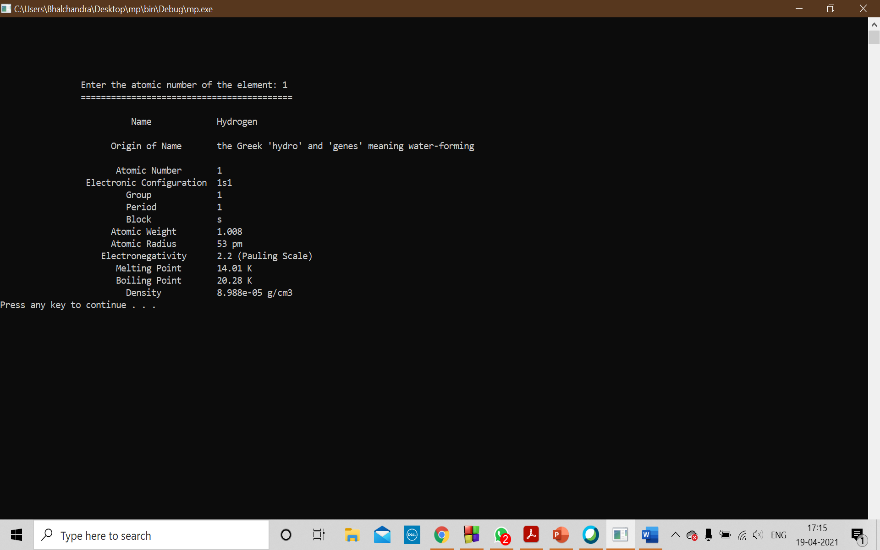 C:\Users\Bhalchandra\Desktop\mp\bin\Debug\mp.exe
Enter the atomic number of the element: 1
==========================================
Name Hydrogen
Origin of Name the Greek 'hydro' and 'genes' meaning water-forming
Atomic Number 1
Electronic Configuration 1s1
Group 1
Period 1
Block s
Atomic Weight 1.008
Atomic Radius 53 pm
Electronegativity 2.2 (Pauling Scale)
Melting Point 14.01 K
Boiling Point 20.28 K
Density 8.988e-05 g/cm3
Press any key to continue . . .
Type here to search
DELL
2
P
W
ENG
17:15
19-04-2021
1